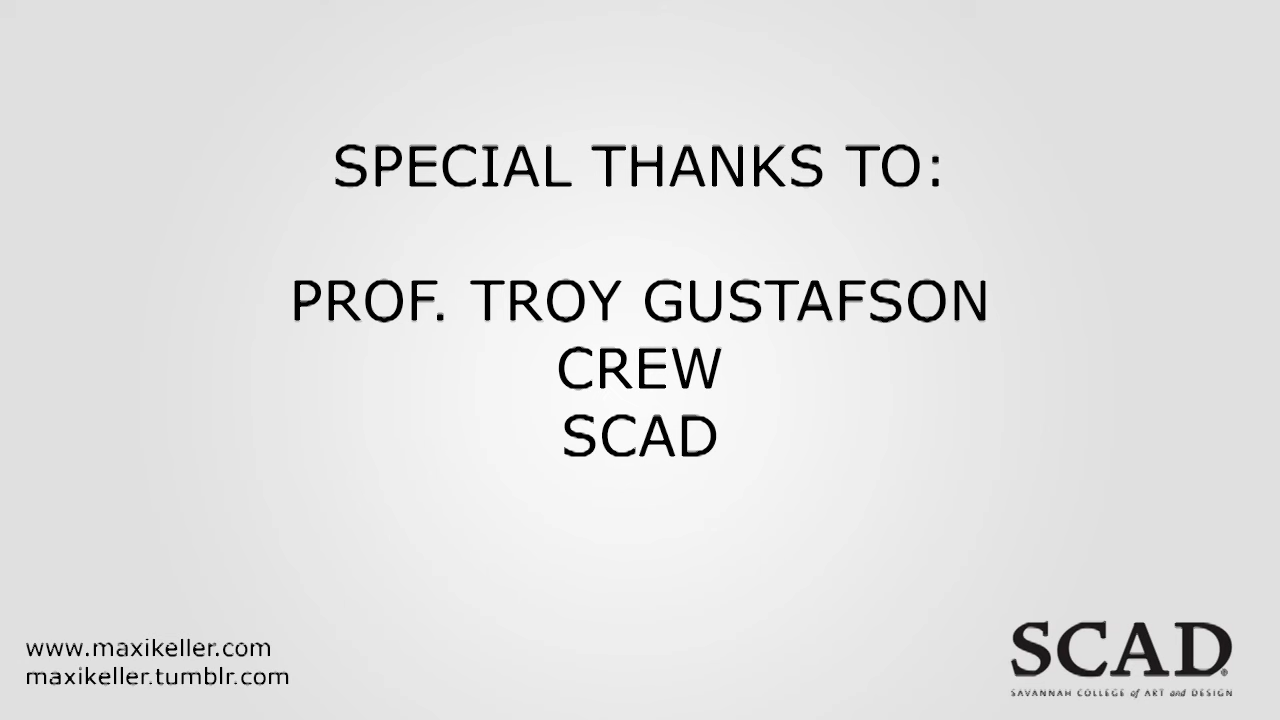 SPECIAL THANKS TO:
PROF. TROY GUSTAFSON
CREW
SCAD
www.maxikeller.com
maxikeller.tumblr.com
SCAD®
SAVANNAH COLLEGE of ART and DESIGN